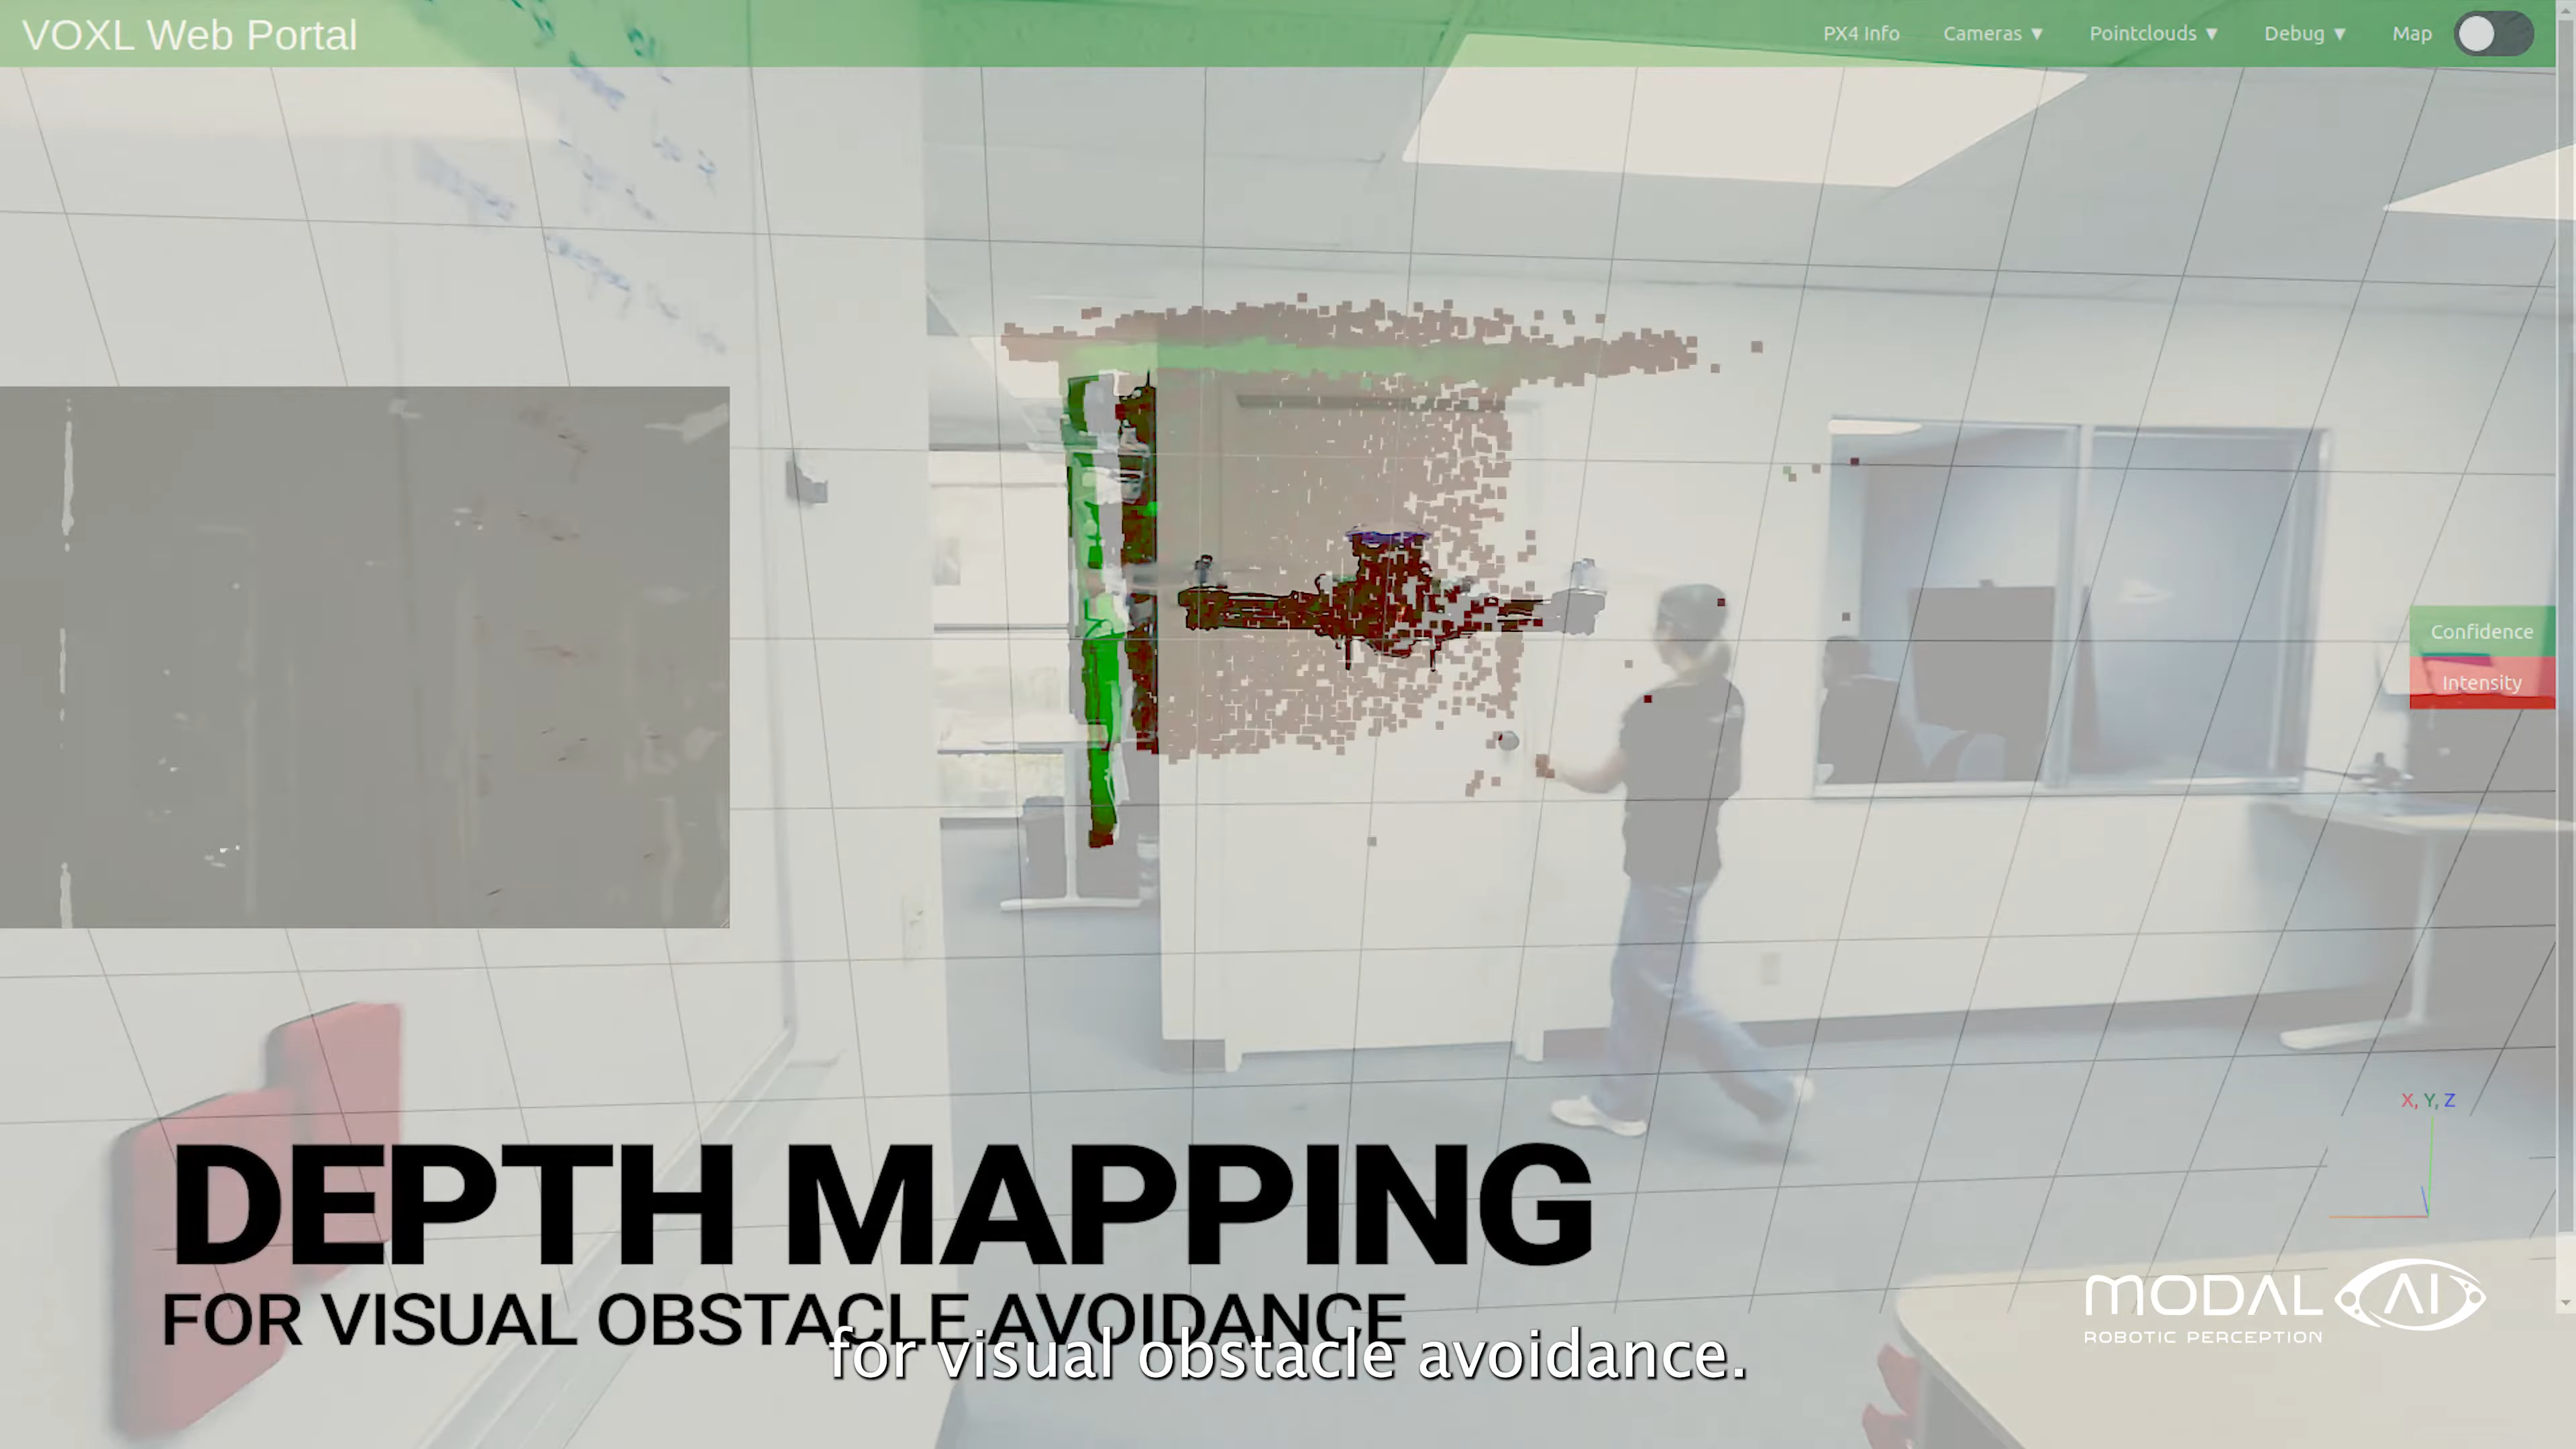 VOXL Web Portal
PX4 Info
Cameras ▼
Pointclouds ▼
Debug ▼
Map
Confidence
Intensity
X, Y, Z
DEPTH MAPPING
FOR VISUAL OBSTACLE AVOIDANCE
for visual obstacle avoidance.
MODAL AI
ROBOTIC PERCEPTION